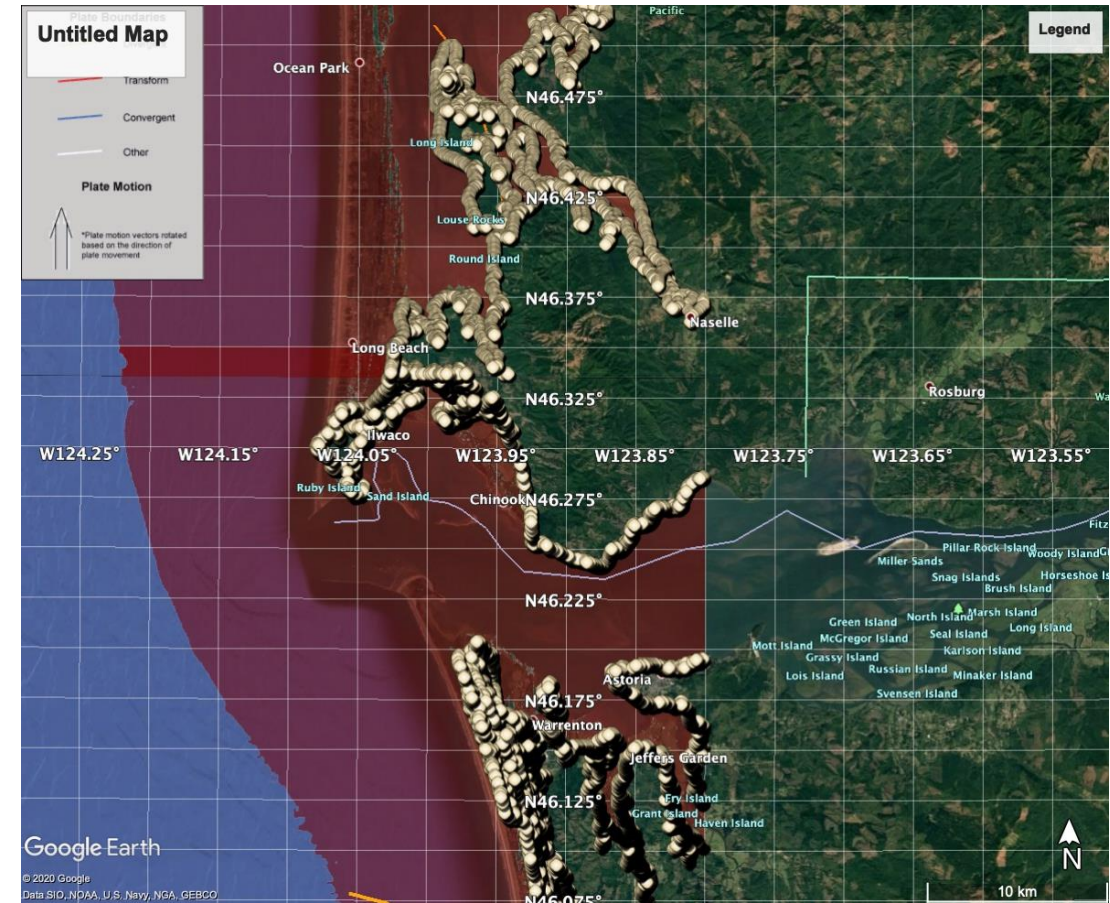 Plate Boundaries
Untitled Map
Transform
Convergent
Other
Plate Motion
*Plate motion vectors rotated
based on the direction of
plate movement
Legend
Pacific
Ocean Park
N46.475°
Long Island
N46.425°
Louse Rocks
Round Island
N46.375°
Naselle
Long Beach
Rosburg
N46.325°
Ilwaco
W124.25°
W124.15°
W124.05°
W123.95°
W123.85°
W123.75°
W123.65°
W123.55°
Ruby Island
Sand Island
Chinook
N46.275°
Pillar Rock Island
Woody Island
Miller Sands
Snag Islands
Horseshoe Is
Brush Island
N46.225°
North Island
Marsh Island
Green Island
Long Island
McGregor Island
Seal Island
Mott Island
Karlson Island
Grassy Island
Russian Island
Lois Island
Minaker Island
Svensen Island
Astoria
N46.175°
Warrenton
Jeffers Garden
N46.125°
Fry Island
Grant Island
Haven Island
N46.075°
Google Earth
© 2020 Google
Data SIO, NOAA, U.S. Navy, NGA, GEBCO
N
10 km